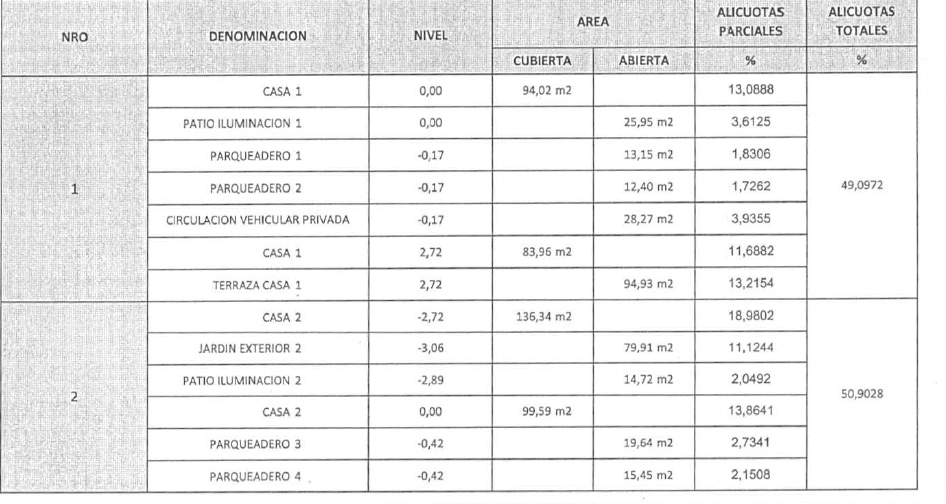 NRO DENOMINACION NIVEL AREA ALICUOTAS PARCIALES ALICUOTAS TOTALES
CUBIERTA ABIERTA % %
1 49,0972
CASA 1 0,00 94,02 m2 13,0888
PATIO ILUMINACION 1 0,00 25,95 m2 3,6125
PARQUEADERO 1 -0,17 13,15 m2 1,8306
PARQUEADERO 2 -0,17 12,40 m2 1,7262
CIRCULACION VEHICULAR PRIVADA -0,17 28,27 m2 3,9355
CASA 1 2,72 83,96 m2 11,6882
TERRAZA CASA 1 2,72 94,93 m2 13,2154
2 50,9028
CASA 2 -2,72 136,34 m2 18,9802
JARDIN EXTERIOR 2 -3,06 79,91 m2 11,1244
PATIO ILUMINACION 2 -2,89 14,72 m2 2,0492
CASA 2 0,00 99,59 m2 13,8641
PARQUEADERO 3 -0,42 19,64 m2 2,7341
PARQUEADERO 4 -0,42 15,45 m2 2,1508